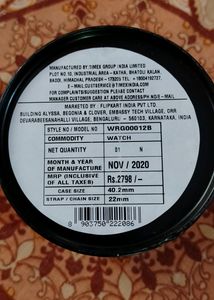 MANUFACTURED BY:TIMEX GROUP INDIA LIMITED
PLOT NO.10, INDUSTRIAL AREA - KATHA, BHATOLI KALAN,
BADDI, HIMACHAL PRADESH - 173205
E - MAIL:CUSTSERVICE@TIMEXINDIA.COM
FOR COMPLAINTS/SUGGESTION PLEASE CONTACT
MANAGER CUSTOMER CARE AT ABOVE ADDRESS/PH NO/E - MAIL
MARKETED BY : FLIPKART INDIA PVT LTD.
BUILDING ALYSSA, BEGONIA & CLOVER, EMBASSY TECH VILLAGE, ORR
DEVARABEESANAHALLI VILLAGE, BENGALURU - 560103, KARNATAKA, INDIA
STYLE NO / MODEL NO. WRG00012B
COMMODITY WATCH
NET QUANTITY 01 N
MONTH & YEAR OF MANUFACTURE NOV / 2020
MRP (INCLUSIVE OF ALL TAXES) Rs.2798 /-
CASE SIZE 40.2mm
STRAP / CHAIN SIZE 22mm
8 903750 222086